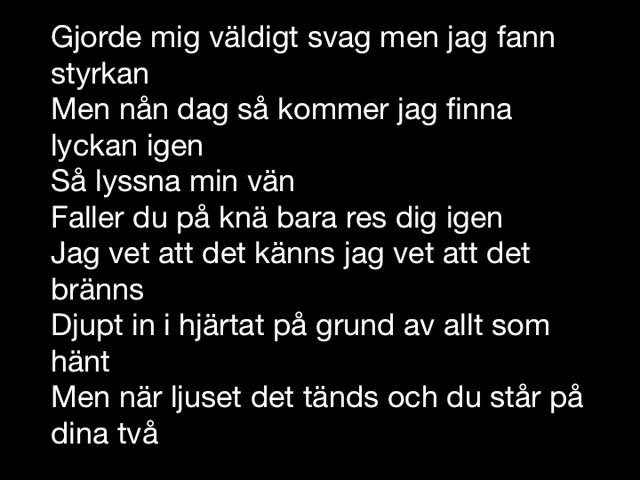 Gjorde mig väldigt svag men jag fann
styrkan
Men nån dag så kommer jag finna
lyckan igen
Så lyssna min vän
Faller du på knä bara res dig igen
Jag vet att det känns jag vet att det
bränns
Djupt in i hjärtat på grund av allt som
hänt
Men när ljuset det tänds och du står på
dina två